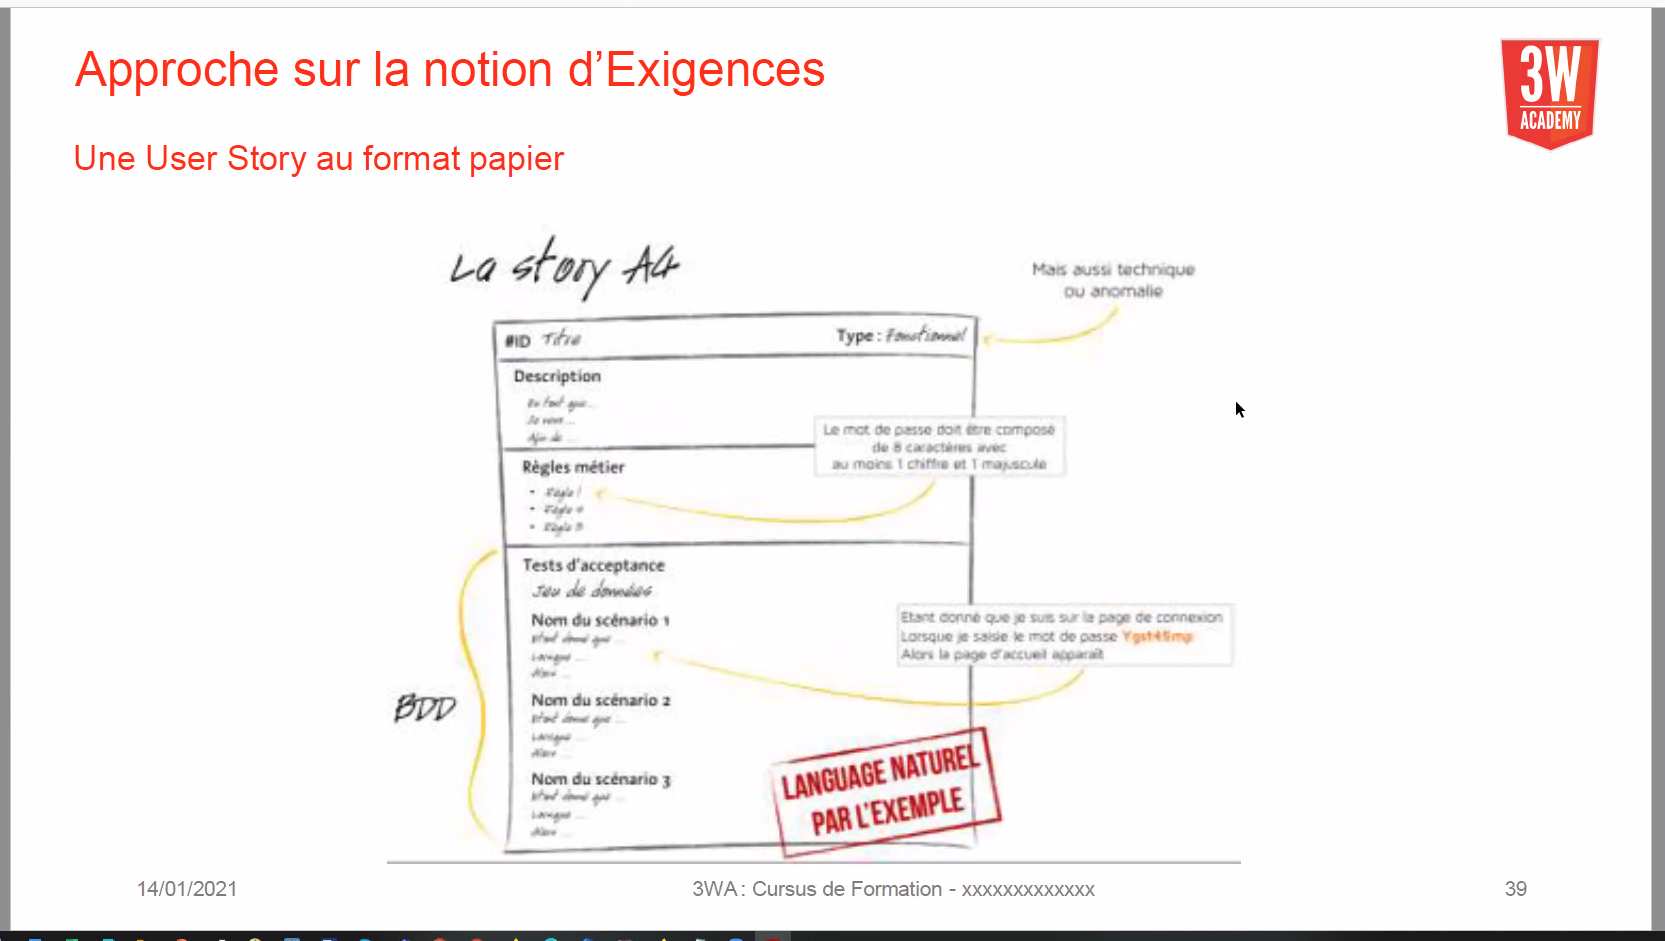 Approche sur la notion d’Exigences
3W
ACADEMY
Une User Story au format papier
La story A4
Mais aussi technique
ou anomalie
#ID Titre
Type : Fonctionnel
Description
En tant que...
Je veux ...
Afin de ...
Le mot de passe doit être composé
de 8 caractères avec
au moins 1 chiffre et 1 majuscule
Règles métier
• Règle 1
• Règle
• Règle
Tests d’acceptance
Jeu de données
Nom du scénario 1
Etant donné que ...
Lorsque ...
Alors ...
Etant donné que je suis sur la page de connexion
Lorsque je saisie le mot de passe
Alors la page d’accueil apparaît
BDD
Nom du scénario 2
Etant donné que ...
Lorsque ...
Alors ...
Nom du scénario 3
Etant donné que ...
Lorsque ...
Alors ...
LANGUAGE NATUREL
PAR L’EXEMPLE
14/01/2021
3WA : Cursus de Formation - xxxxxxxxxxxxx
39